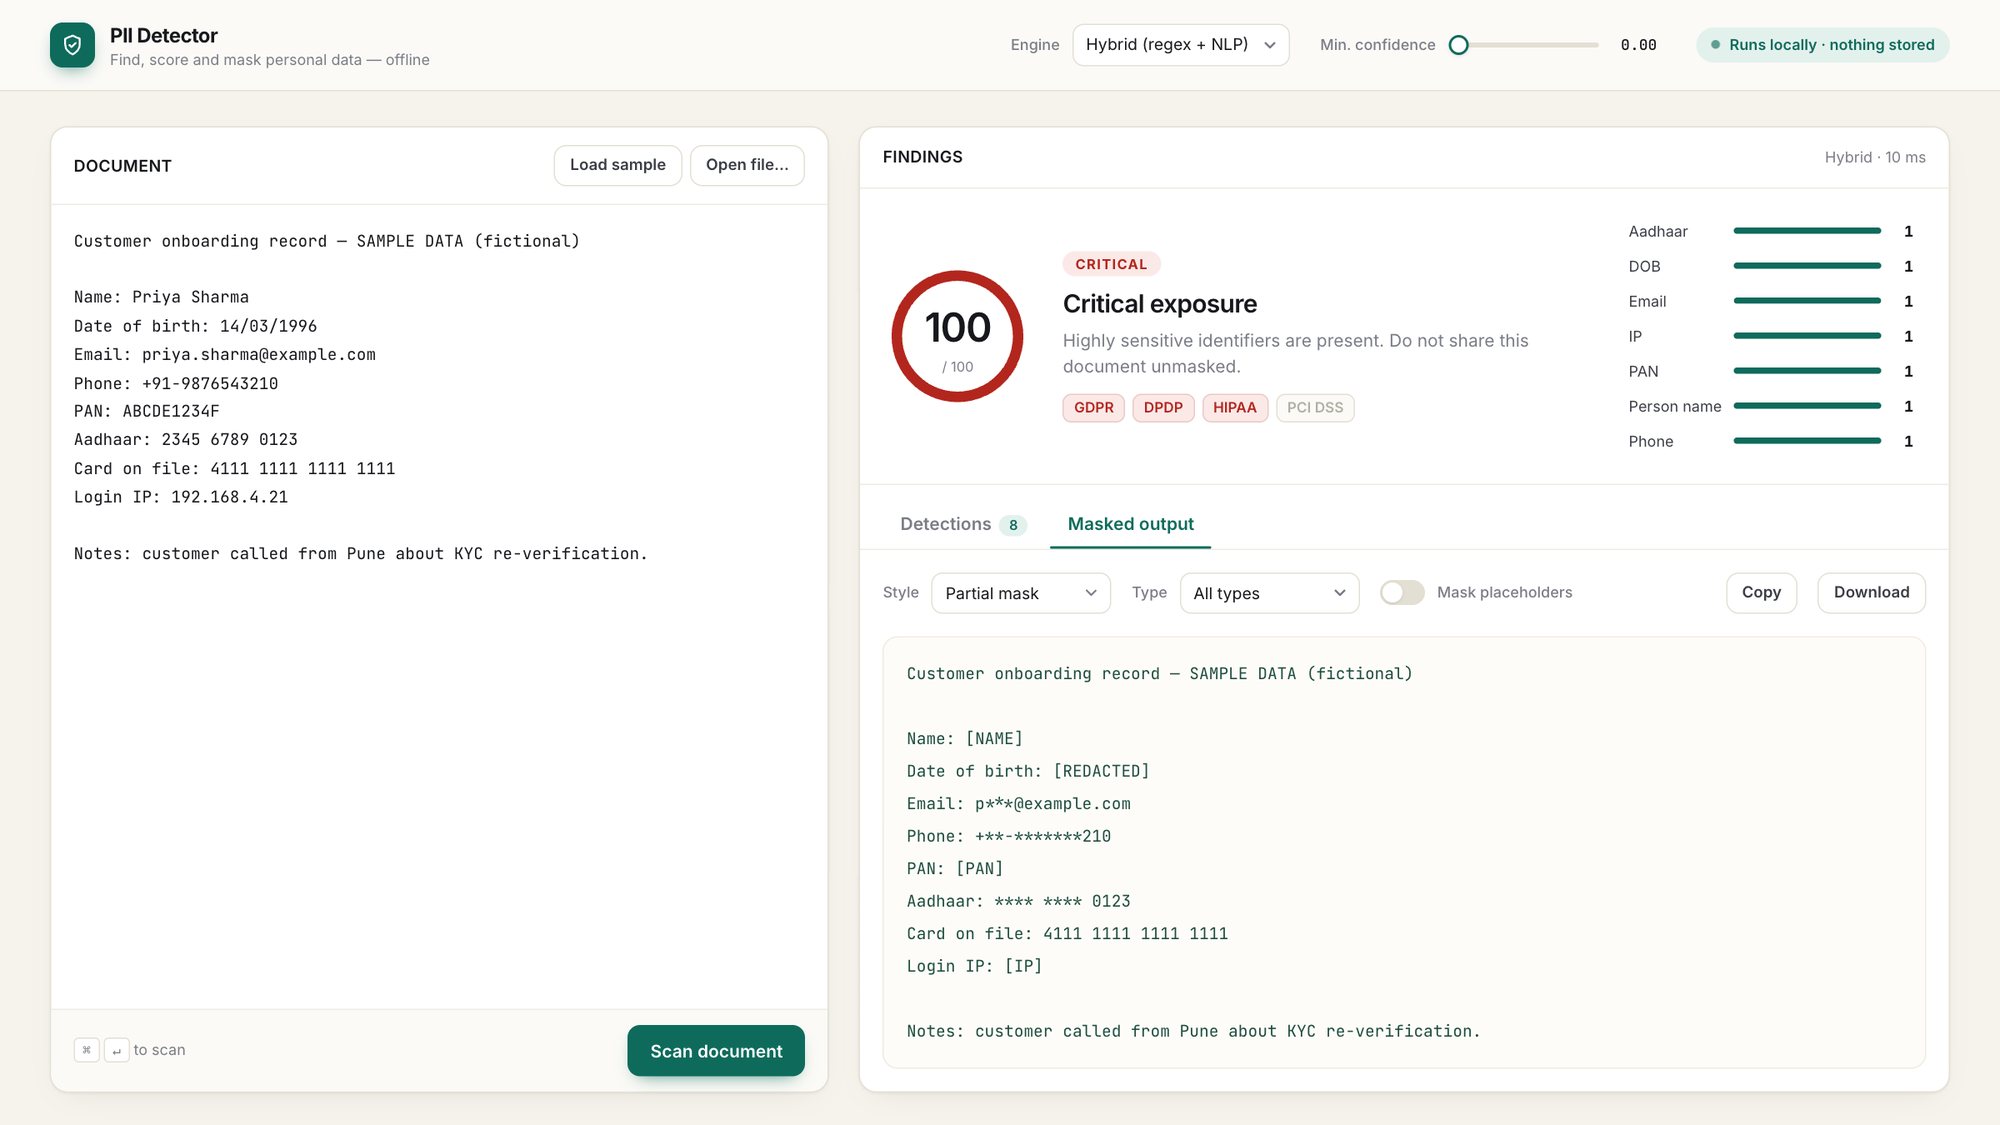 PII Detector
Find, score and mask personal data — offline
Engine
Hybrid (regex + NLP)
Min. confidence
0.00
Runs locally · nothing stored
DOCUMENT
Load sample
Open file...
Customer onboarding record — SAMPLE DATA (fictional)
Name: Priya Sharma
Date of birth: 14/03/1996
Email: priya.sharma@example.com
Phone: +91-9876543210
PAN: ABCDE1234F
Aadhaar: 2345 6789 0123
Card on file: 4111 1111 1111 1111
Login IP: 192.168.4.21
Notes: customer called from Pune about KYC re-verification.
⌘ ↵ to scan
Scan document
FINDINGS
Hybrid · 10 ms
100
/ 100
CRITICAL
Critical exposure
Highly sensitive identifiers are present. Do not share this
document unmasked.
GDPR DPDP HIPAA PCI DSS
Aadhaar 1
DOB 1
Email 1
IP 1
PAN 1
Person name 1
Phone 1
Detections 8
Masked output
Style
Partial mask
Type
All types
Mask placeholders
Copy
Download
Customer onboarding record — SAMPLE DATA (fictional)
Name: [NAME]
Date of birth: [REDACTED]
Email: p***@example.com
Phone: +**-*******210
PAN: [PAN]
Aadhaar: **** **** 0123
Card on file: 4111 1111 1111 1111
Login IP: [IP]
Notes: customer called from Pune about KYC re-verification.